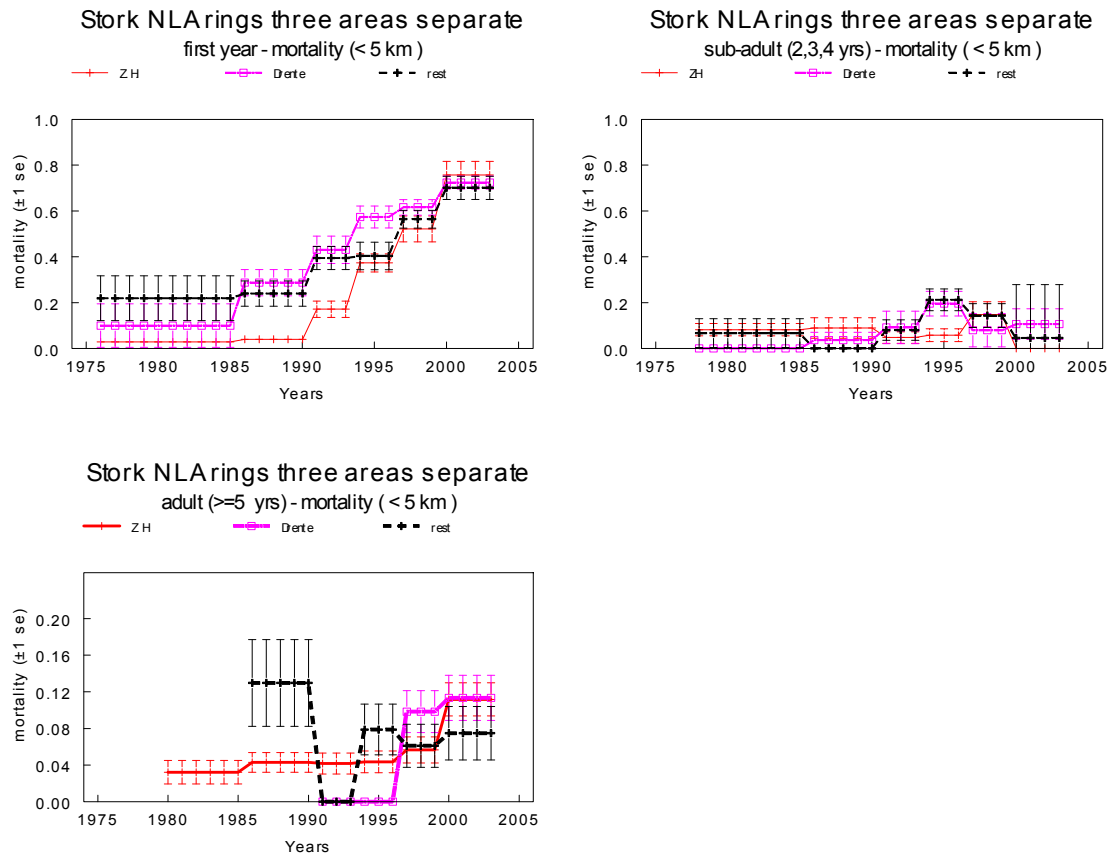 Stork NLA rings three areas separate
first year - mortality (< 5 km)
ZH Drente rest
1.0
0.8
0.6
0.4
0.2
0.0
mortality (±1 se)
1975 1980 1985 1990 1995 2000 2005
Years
Stork NLA rings three areas separate
sub-adult (2,3,4 yrs) - mortality (< 5 km)
ZH Drente rest
1.0
0.8
0.6
0.4
0.2
0.0
mortality (±1 se)
1975 1980 1985 1990 1995 2000 2005
Years
Stork NLA rings three areas separate
adult (>=5 yrs) - mortality (< 5 km)
ZH Drente rest
0.20
0.16
0.12
0.08
0.04
0.00
mortality (±1 se)
1975 1980 1985 1990 1995 2000 2005
Years